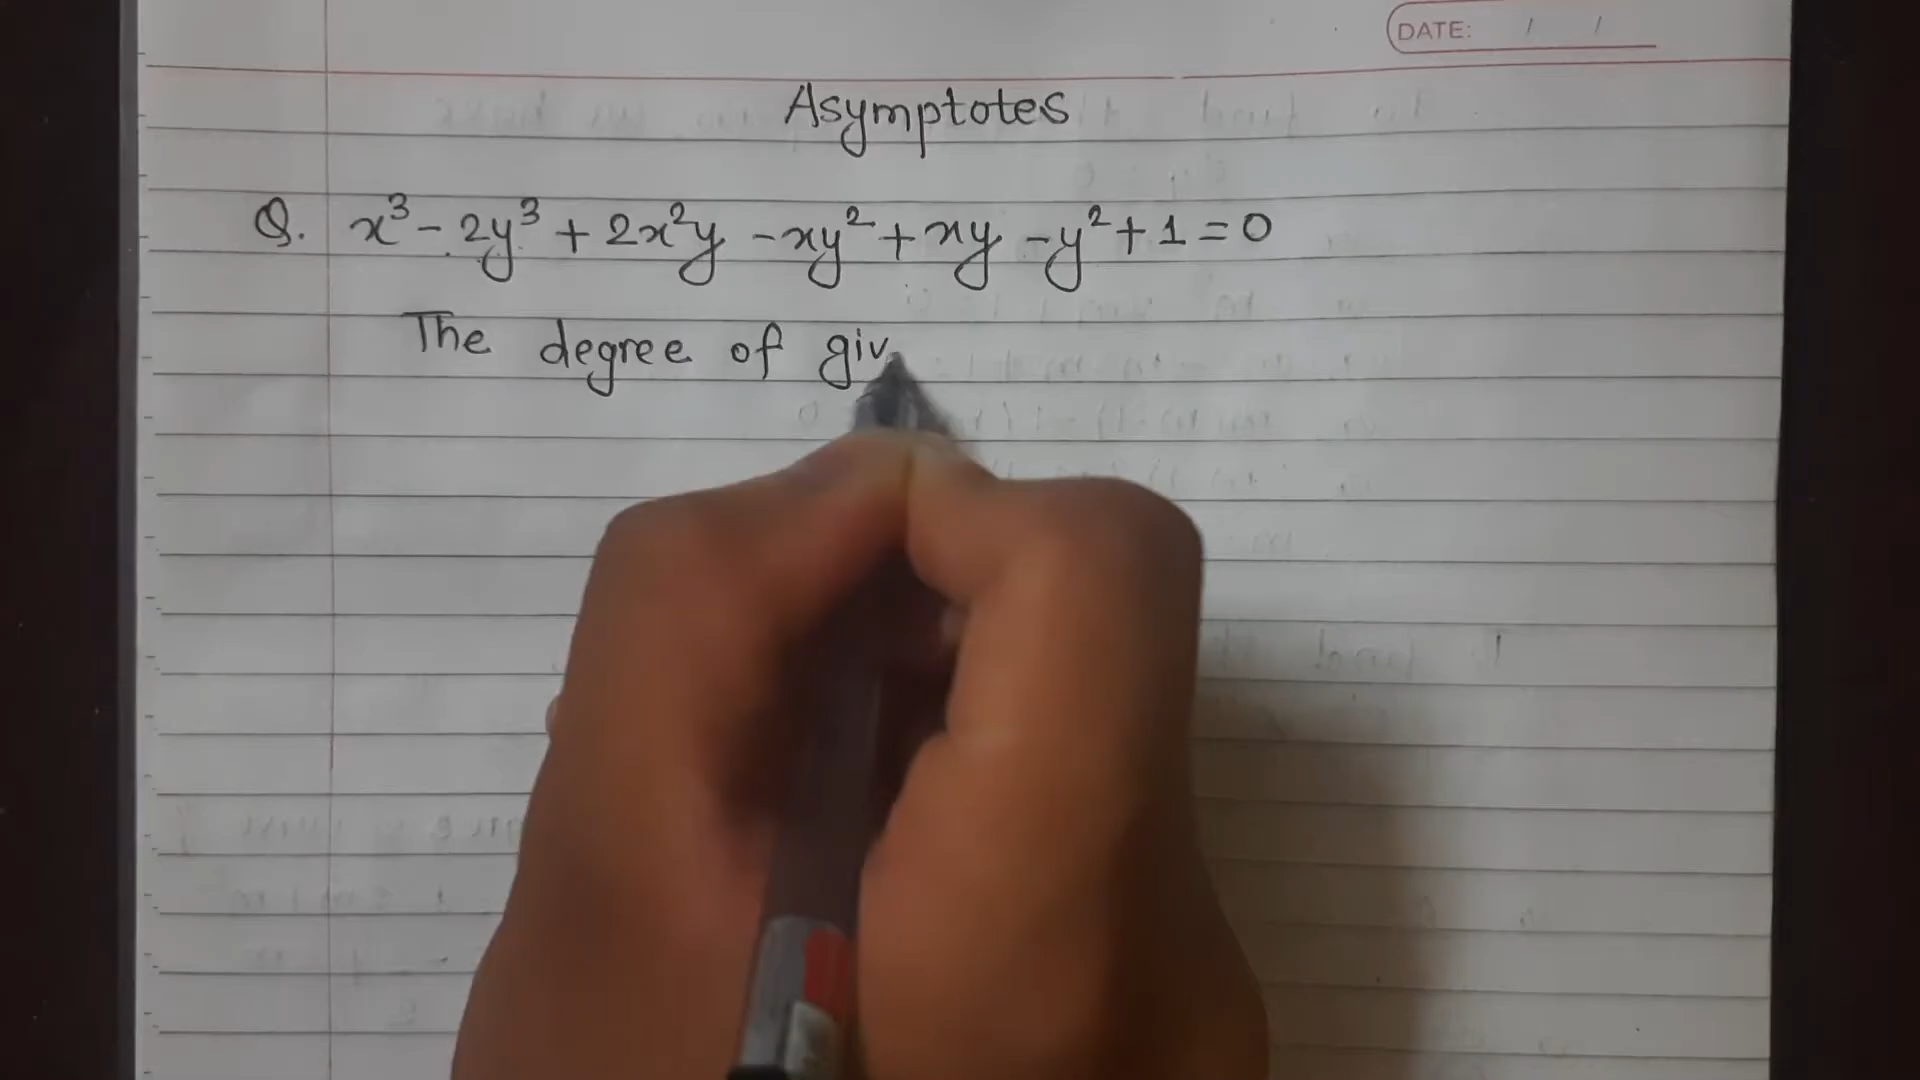 DATE: / /
Asymptotes
Q. x³ - 2y³ + 2x²y - xy² + xy - y² + 1 = 0
The degree of giv